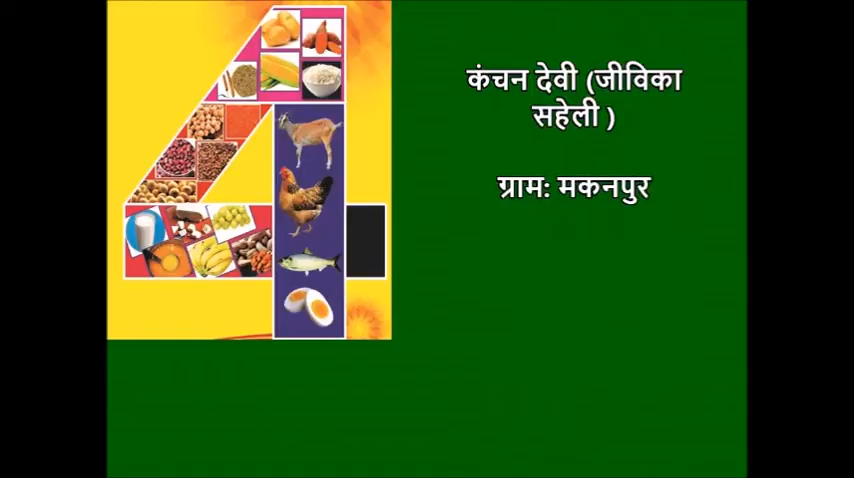 कंचन देवी (जीविका
सहेली )
ग्राम: मकनपुर